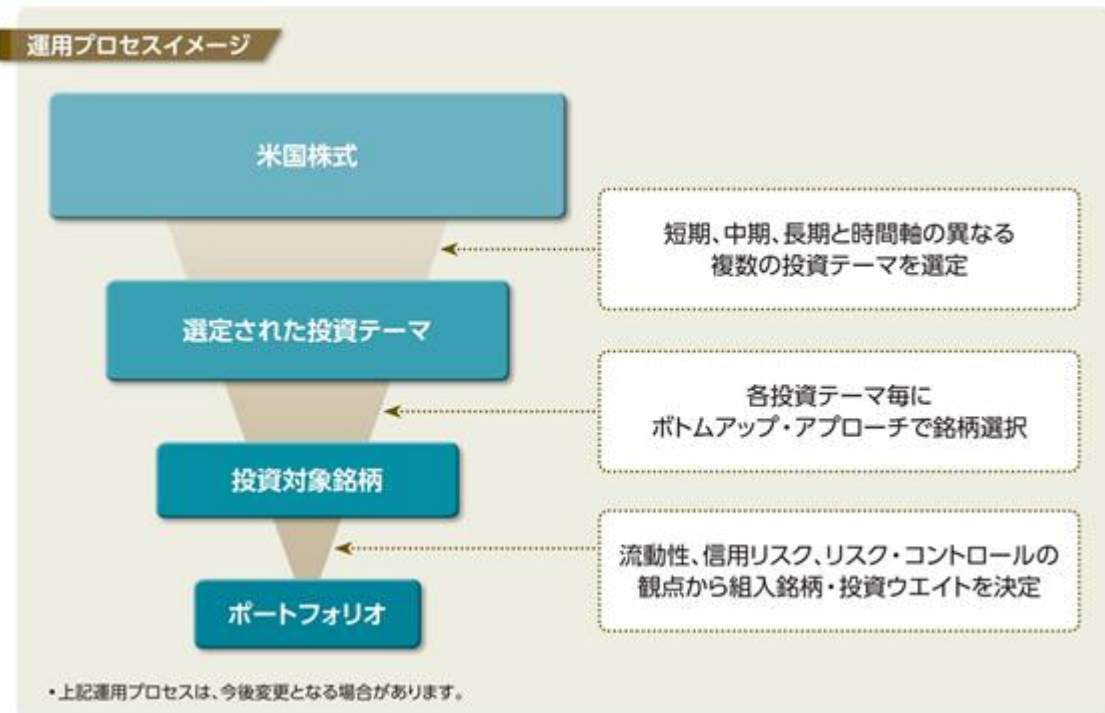 運用プロセスイメージ
米国株式
短期、中期、長期と時間軸の異なる
複数の投資テーマを選定
選定された投資テーマ
各投資テーマ毎に
ボトムアップ・アプローチで銘柄選択
投資対象銘柄
流動性、信用リスク、リスク・コントロールの
観点から組入銘柄・投資ウエイトを決定
ポートフォリオ
・上記運用プロセスは、今後変更となる場合があります。